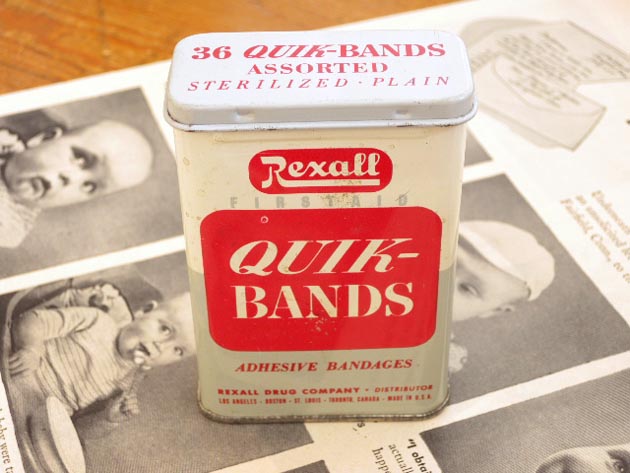 36 QUIK-BANDS
ASSORTED
STERILIZED · PLAIN
Rexall
FIRST AID
QUIK-
BANDS
ADHESIVE BANDAGES
REXALL DRUG COMPANY • DISTRIBUTOR
LOS ANGELES - BOSTON - ST. LOUIS - TORONTO, CANADA - MADE IN U.S.A.